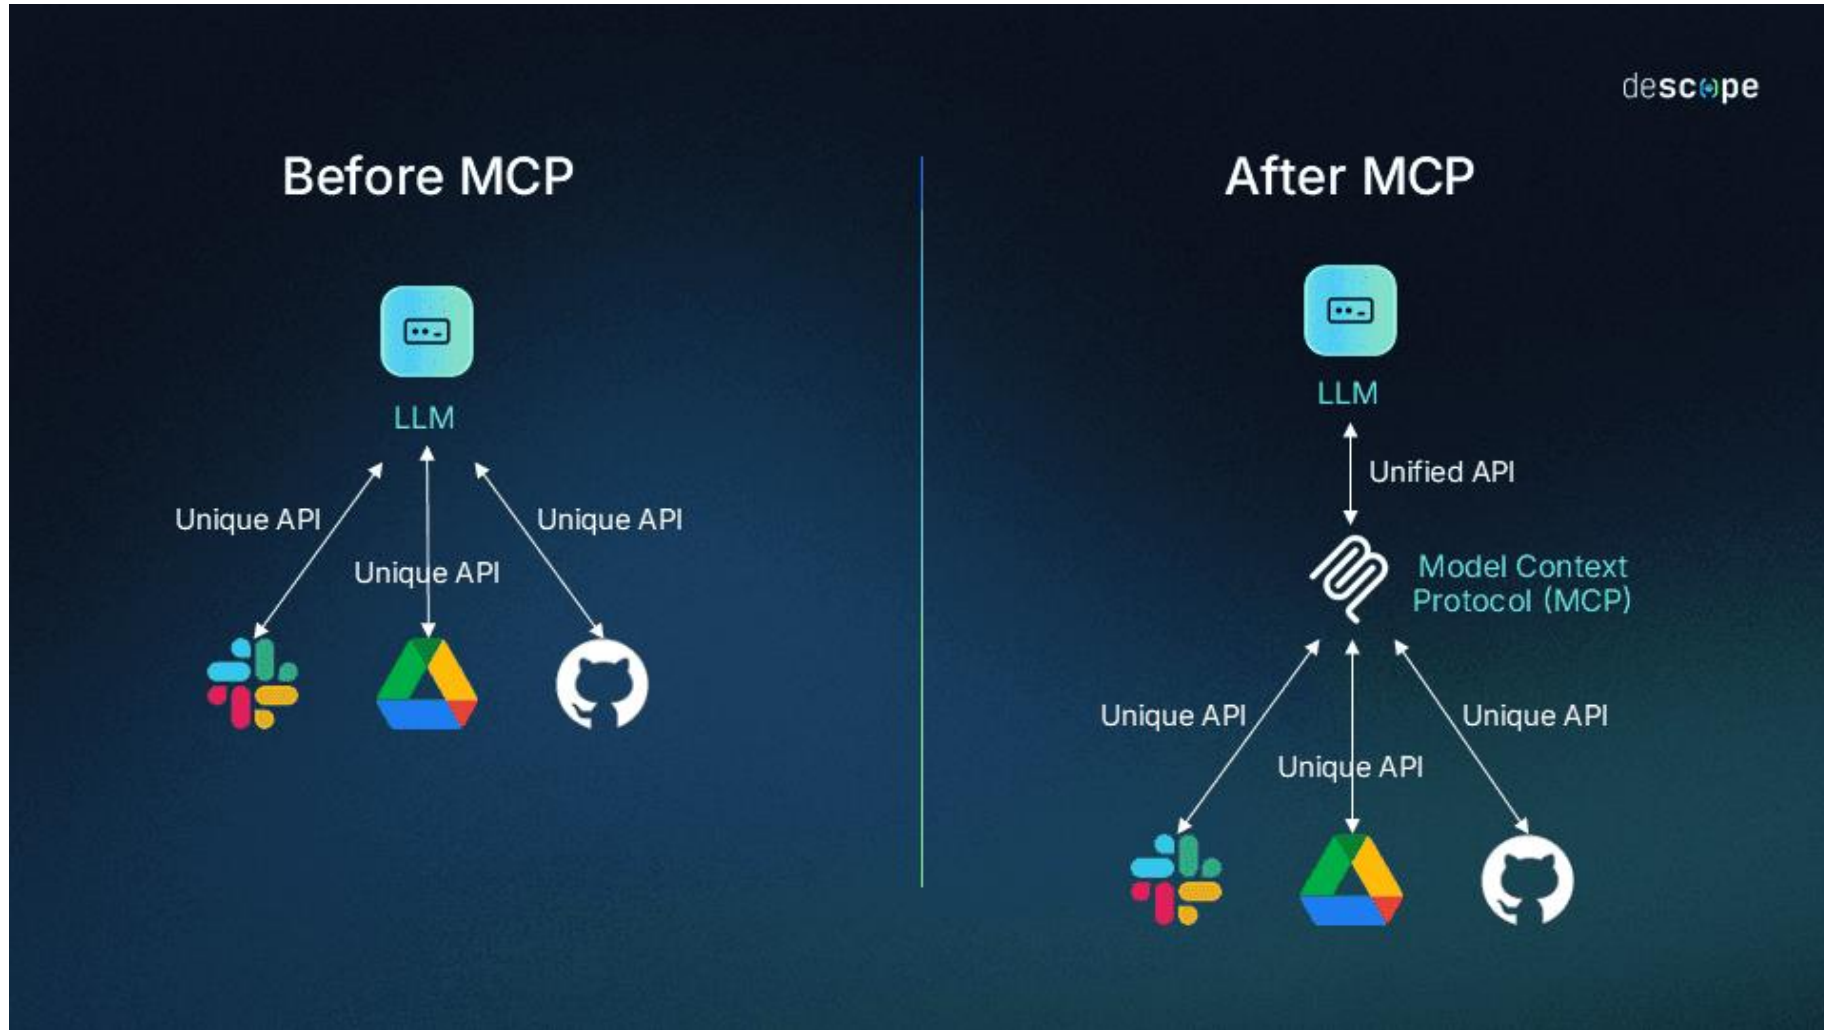 descope
Before MCP
LLM
Unique API
Unique API
Unique API
After MCP
LLM
Unified API
Model Context
Protocol (MCP)
Unique API
Unique API
Unique API